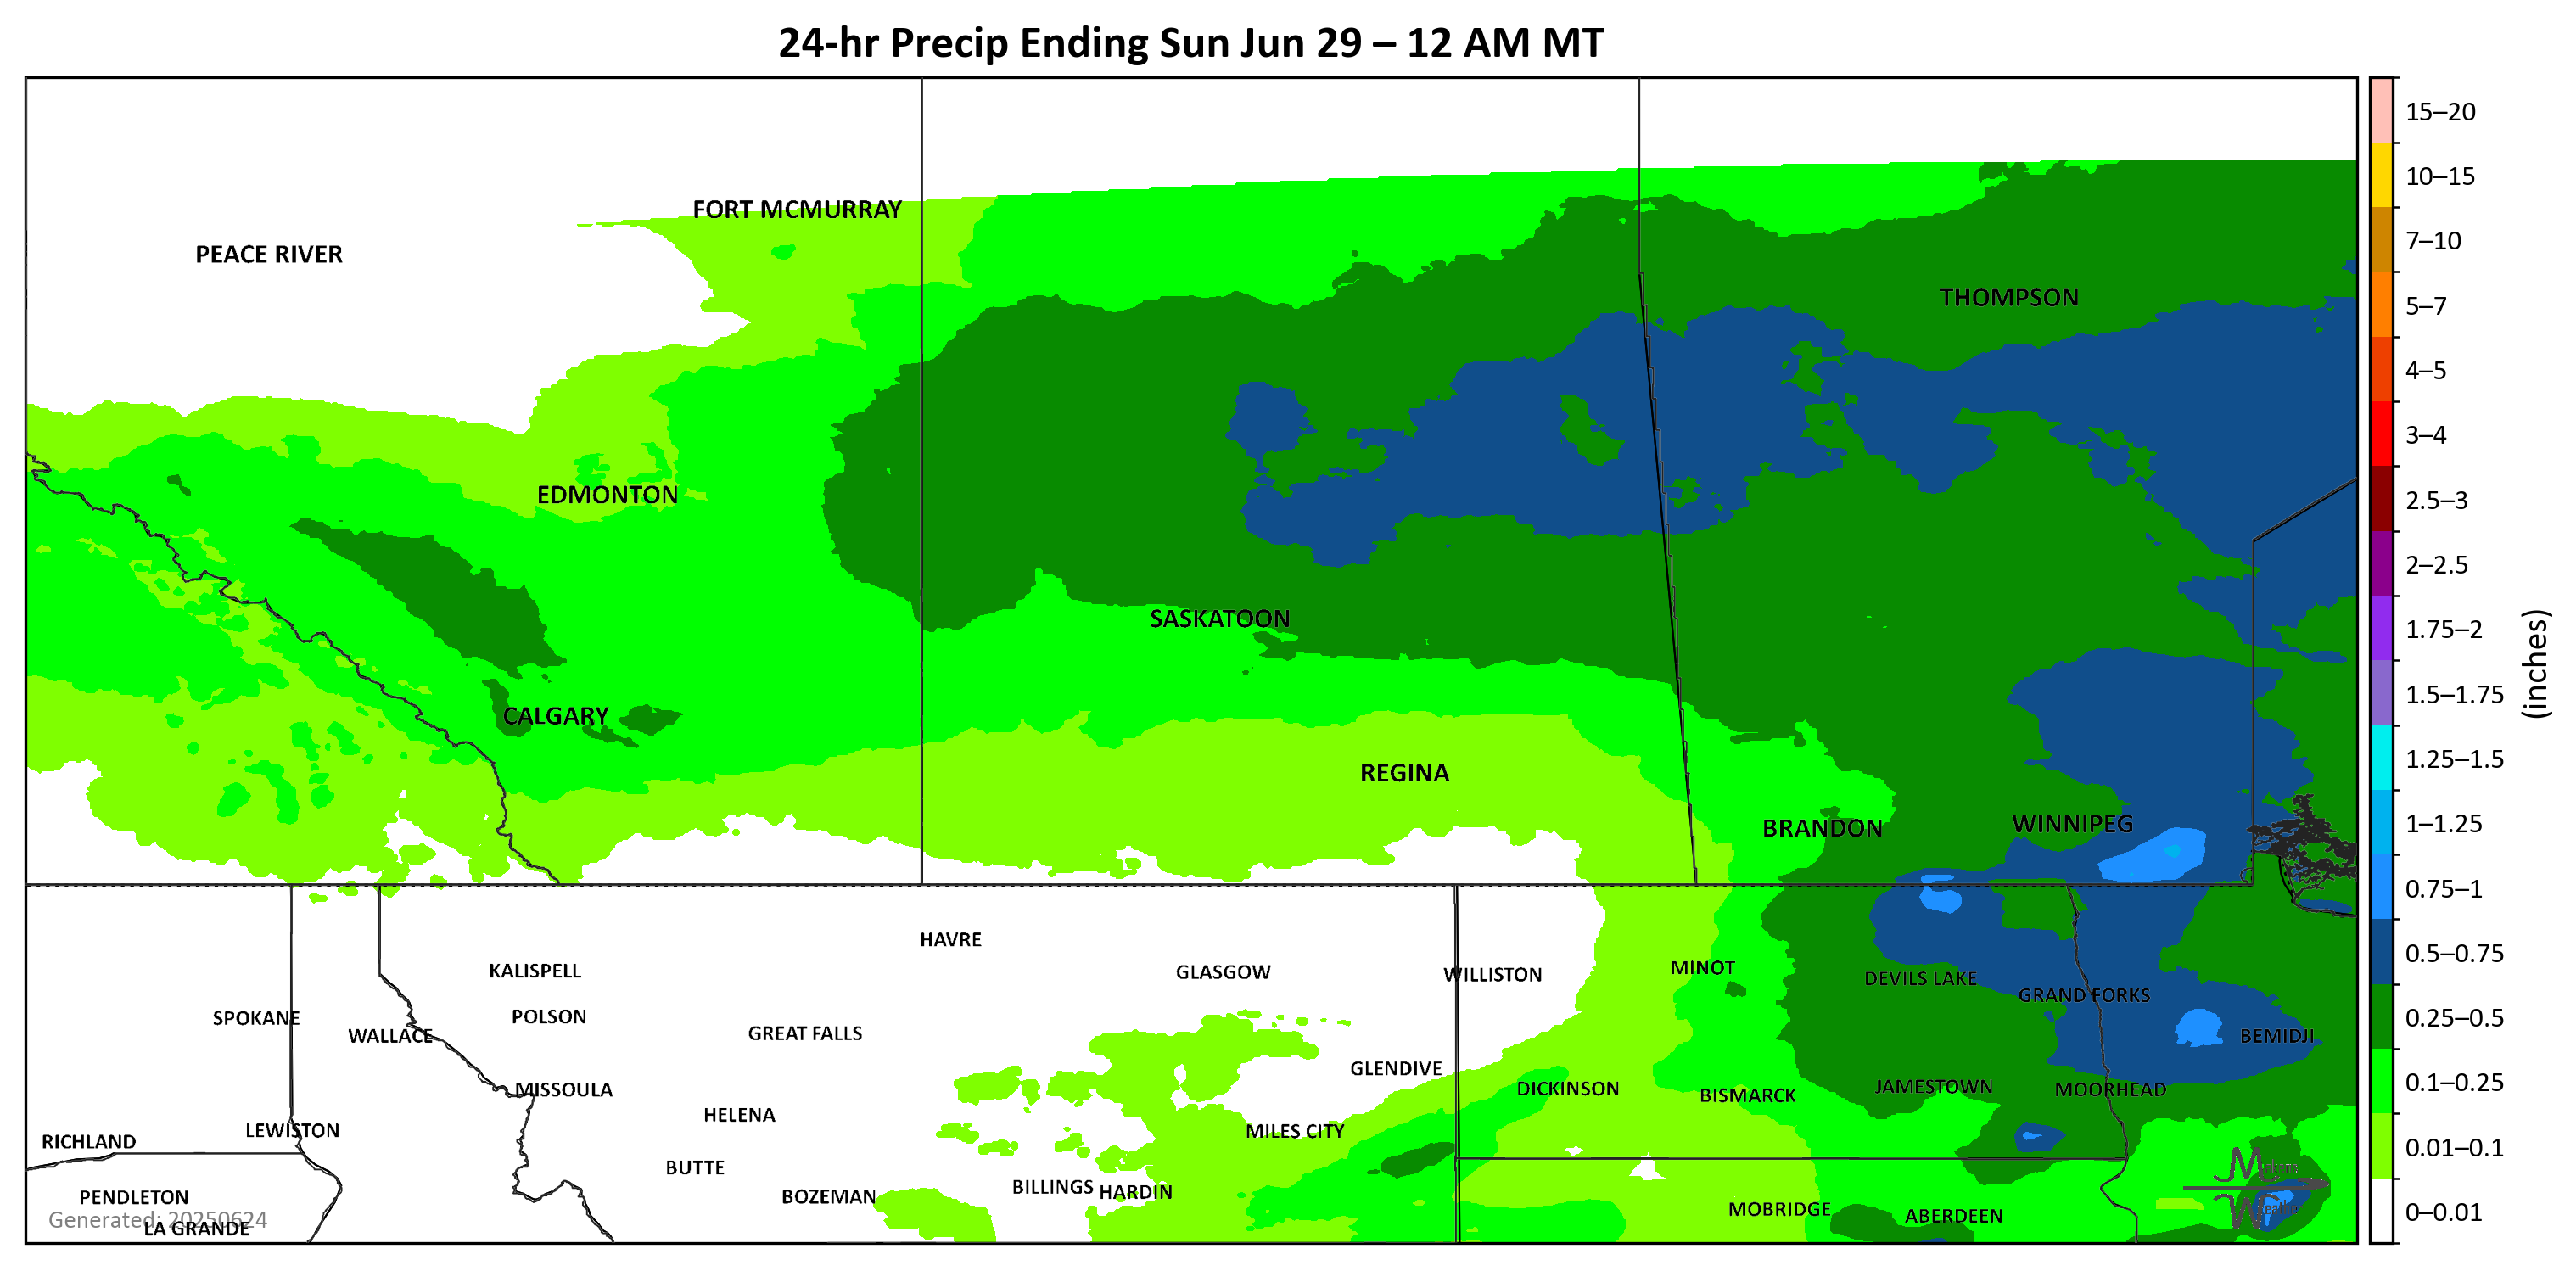 24-hr Precip Ending Sun Jun 29 – 12 AM MT
FORT MCMURRAY
PEACE RIVER
THOMPSON
EDMONTON
SASKATOON
CALGARY
REGINA
BRANDON
WINNIPEG
HAVRE
KALISPELL
GLASGOW
WILLISTON
MINOT
DEVILS LAKE
GRAND FORKS
SPOKANE
WALLACE
POLSON
GREAT FALLS
BEMIDJI
GLENDIVE
MISSOULA
DICKINSON
BISMARCK
JAMESTOWN
MOORHEAD
HELENA
RICHLAND
LEWISTON
MILES CITY
BUTTE
PENDLETON
BOZEMAN
BILLINGS
HARDIN
MOBRIDGE
ABERDEEN
Generated: 20250624
LA GRANDE
15–20
10–15
7–10
5–7
4–5
3–4
2.5–3
2–2.5
1.75–2
1.5–1.75
1.25–1.5
1–1.25
0.75–1
0.5–0.75
0.25–0.5
0.1–0.25
0.01–0.1
0–0.01
(inches)